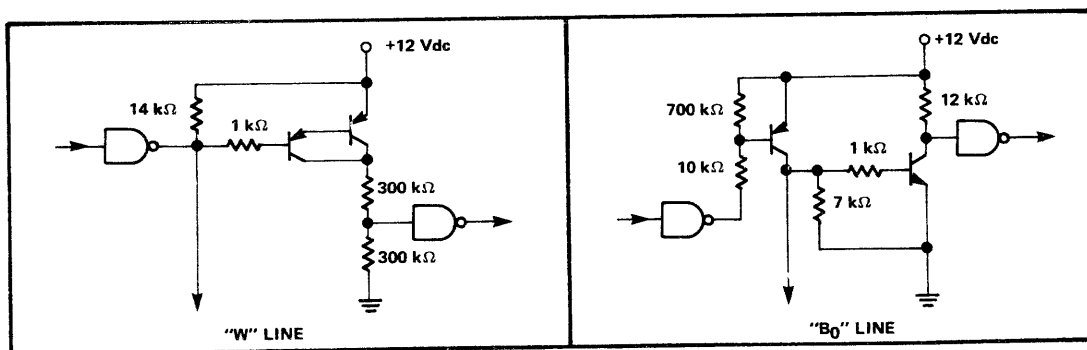 +12 Vdc
14 kΩ
1 kΩ
300 kΩ
300 kΩ
"W" LINE
+12 Vdc
700 kΩ
12 kΩ
10 kΩ
1 kΩ
7 kΩ
"B0" LINE